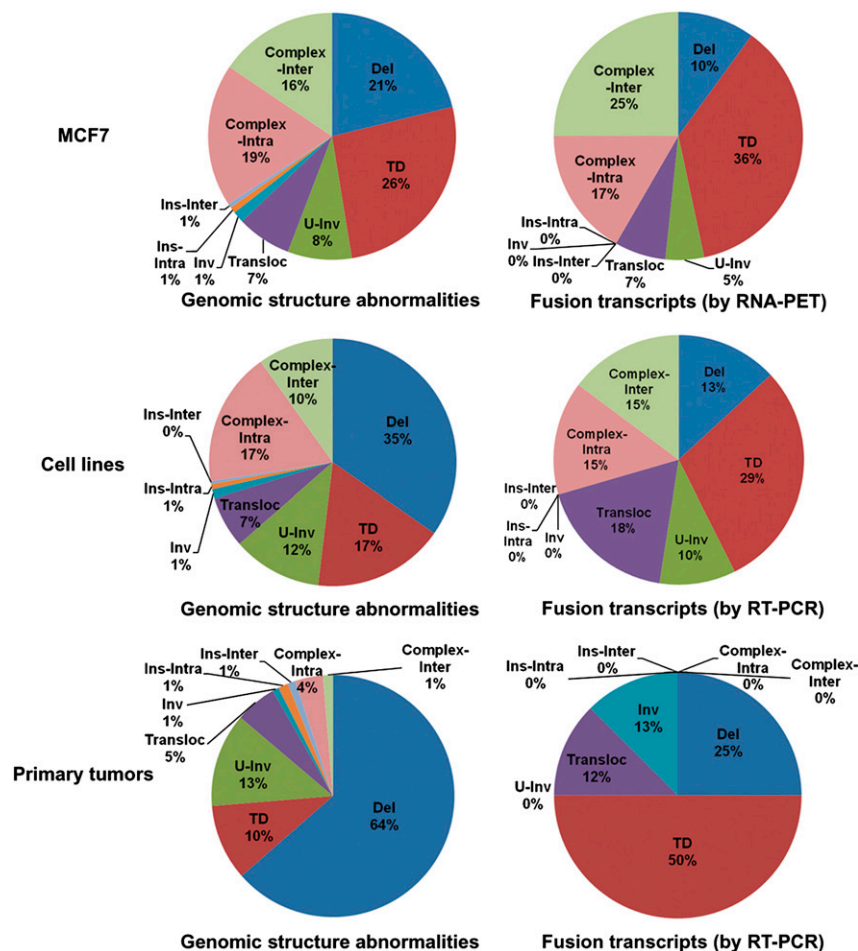 MCF7
Complex
-Inter
16%
Del
21%
Complex
-Intra
19%
TD
26%
Ins-Inter
1%
Ins-
Intra
1%
Inv
1%
Transloc
7%
U-Inv
8%
Genomic structure abnormalities
Complex
-Inter
25%
Del
10%
TD
36%
Complex
-Intra
17%
Ins-Intra
0%
Inv
0%
Ins-Inter
0%
Transloc
7%
U-Inv
5%
Fusion transcripts (by RNA-PET)
Cell lines
Complex-
Inter
10%
Del
35%
Ins-Inter
0%
Complex-
Intra
17%
Ins-Intra
1%
Transloc
7%
Inv
1%
U-Inv
12%
TD
17%
Genomic structure abnormalities
Complex-
Inter
15%
Del
13%
Complex-
Intra
15%
TD
29%
Ins-Inter
0%
Ins-
Intra
0%
Inv
0%
Transloc
18%
U-Inv
10%
Fusion transcripts (by RT-PCR)
Primary tumors
Ins-Inter
1%
Complex-
Intra
4%
Complex-
Inter
1%
Ins-Intra
1%
Inv
1%
Transloc
5%
U-Inv
13%
TD
10%
Del
64%
Genomic structure abnormalities
Ins-Inter
0%
Complex-
Intra
0%
Complex-
Inter
0%
Ins-Intra
0%
Inv
13%
Del
25%
Transloc
12%
U-Inv
0%
TD
50%
Fusion transcripts (by RT-PCR)